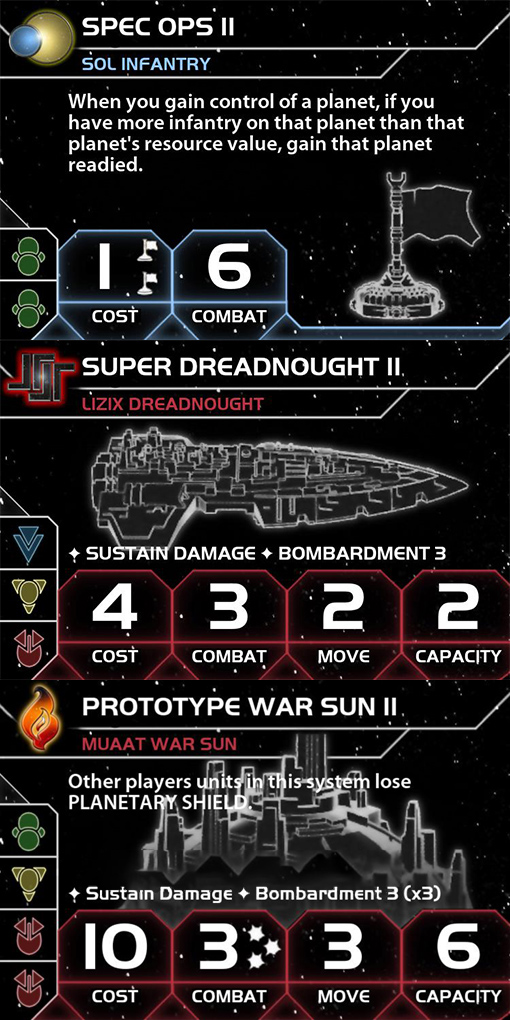 SPEC OPS II
SOL INFANTRY
When you gain control of a planet, if you
have more infantry on that planet than that
planet's resource value, gain that planet
readied.
1 6
COST COMBAT
SUPER DREADNOUGHT II
LIZIX DREADNOUGHT
✦ SUSTAIN DAMAGE ✦ BOMBARDMENT 3
4 3 2 2
COST COMBAT MOVE CAPACITY
PROTOTYPE WAR SUN II
MUAAT WAR SUN
Other players units in this system lose
PLANETARY SHIELD.
✦ Sustain Damage ✦ Bombardment 3 (x3)
10 3 3 6
COST COMBAT MOVE CAPACITY